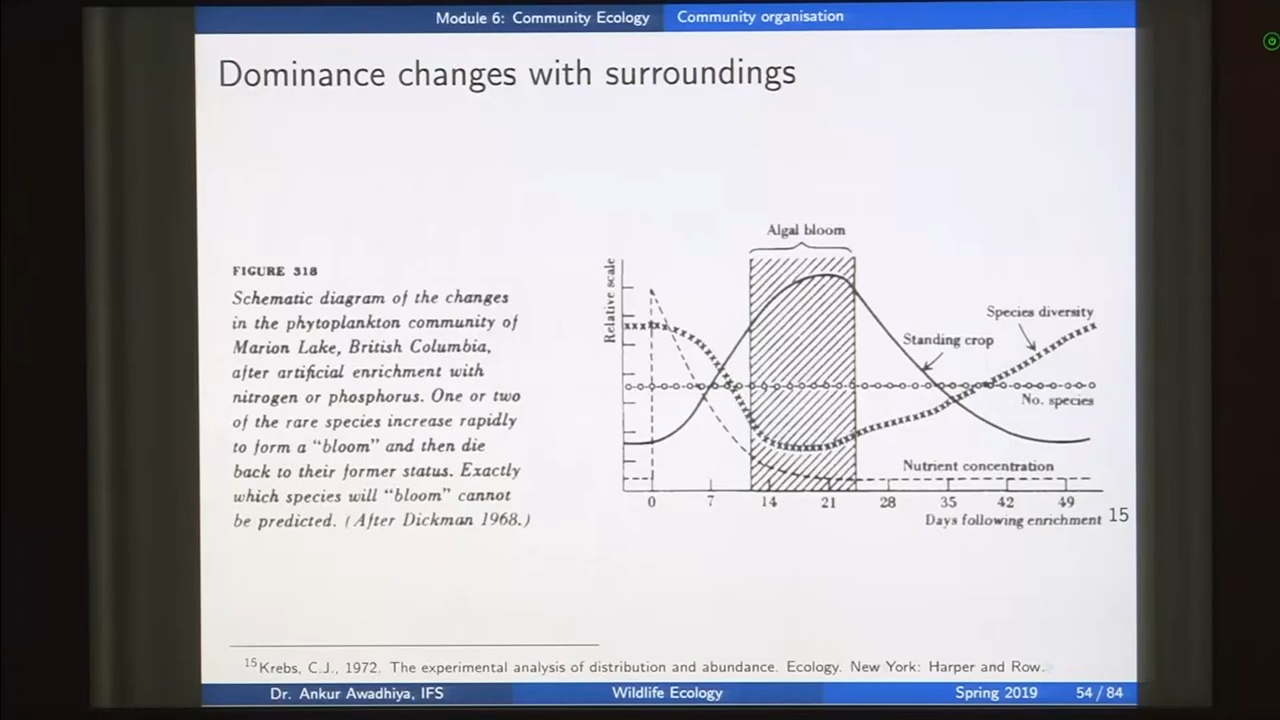 Module 6: Community Ecology Community organisation
Dominance changes with surroundings
FIGURE 318
Schematic diagram of the changes
in the phytoplankton community of
Marion Lake, British Columbia,
after artificial enrichment with
nitrogen or phosphorus. One or two
of the rare species increase rapidly
to form a "bloom" and then die
back to their former status. Exactly
which species will "bloom" cannot
be predicted. (After Dickman 1968.)
Algal bloom
Relative scale
Species diversity
Standing crop
No. species
Nutrient concentration
0 7 14 21 28 35 42 49
Days following enrichment 15
15 Krebs, C.J., 1972. The experimental analysis of distribution and abundance. Ecology. New York: Harper and Row.
Dr. Ankur Awadhiya, IFS Wildlife Ecology Spring 2019 54 / 84